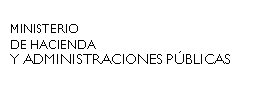 MINISTERIO
DE HACIENDA
Y ADMINISTRACIONES PÚBLICAS